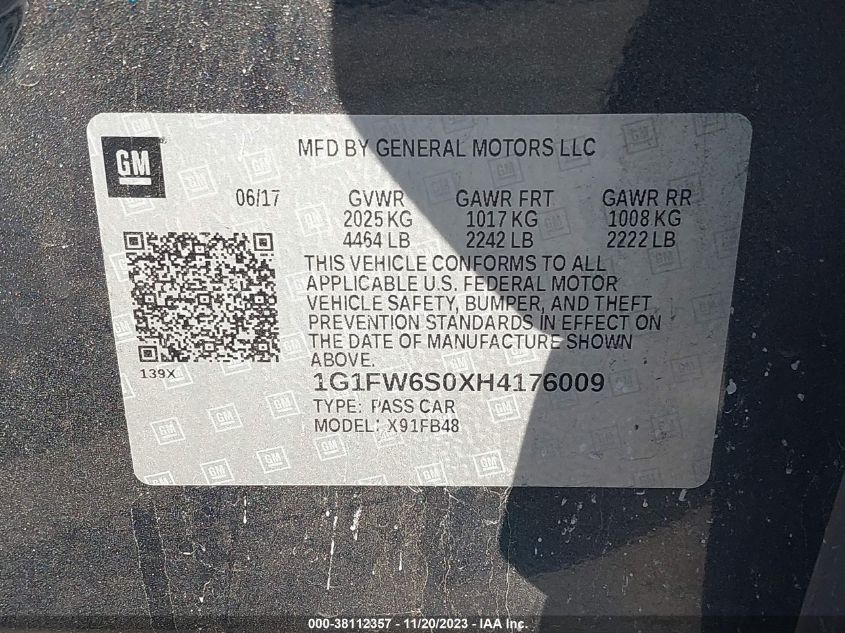 GM
MFD BY GENERAL MOTORS LLC
06/17 GVWR GAWR FRT GAWR RR
2025 KG 1017 KG 1008 KG
4464 LB 2242 LB 2222 LB
THIS VEHICLE CONFORMS TO ALL
APPLICABLE U.S. FEDERAL MOTOR
VEHICLE SAFETY, BUMPER, AND THEFT
PREVENTION STANDARDS IN EFFECT ON
THE DATE OF MANUFACTURE SHOWN
ABOVE.
139X
1G1FW6S0XH4176009
TYPE: PASS CAR
MODEL: X91FB48
000-38112357 - 11/20/2023 - IAA Inc.